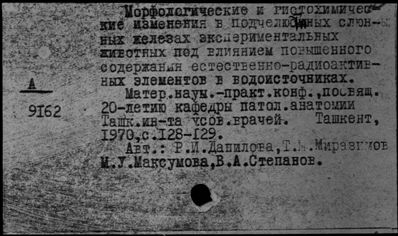 Морфологические и гистохимичес-
кие изменения в подчелюстных слюн-
ных железах экспериментальных
животных под влиянием повышенного
содержания естественно-радиоактив-
ных элементов в водоисточниках.
Матер.наук.-практ.конф.,посвящ.
20-летию кафедры патол.анатомии
Ташк.ин-та усов.врачей. Ташкент,
1970,с.128-129.
Авт.: Р.И.Данилова,Т.
М.У.Максумова,В.А.Степанов.
А
9162